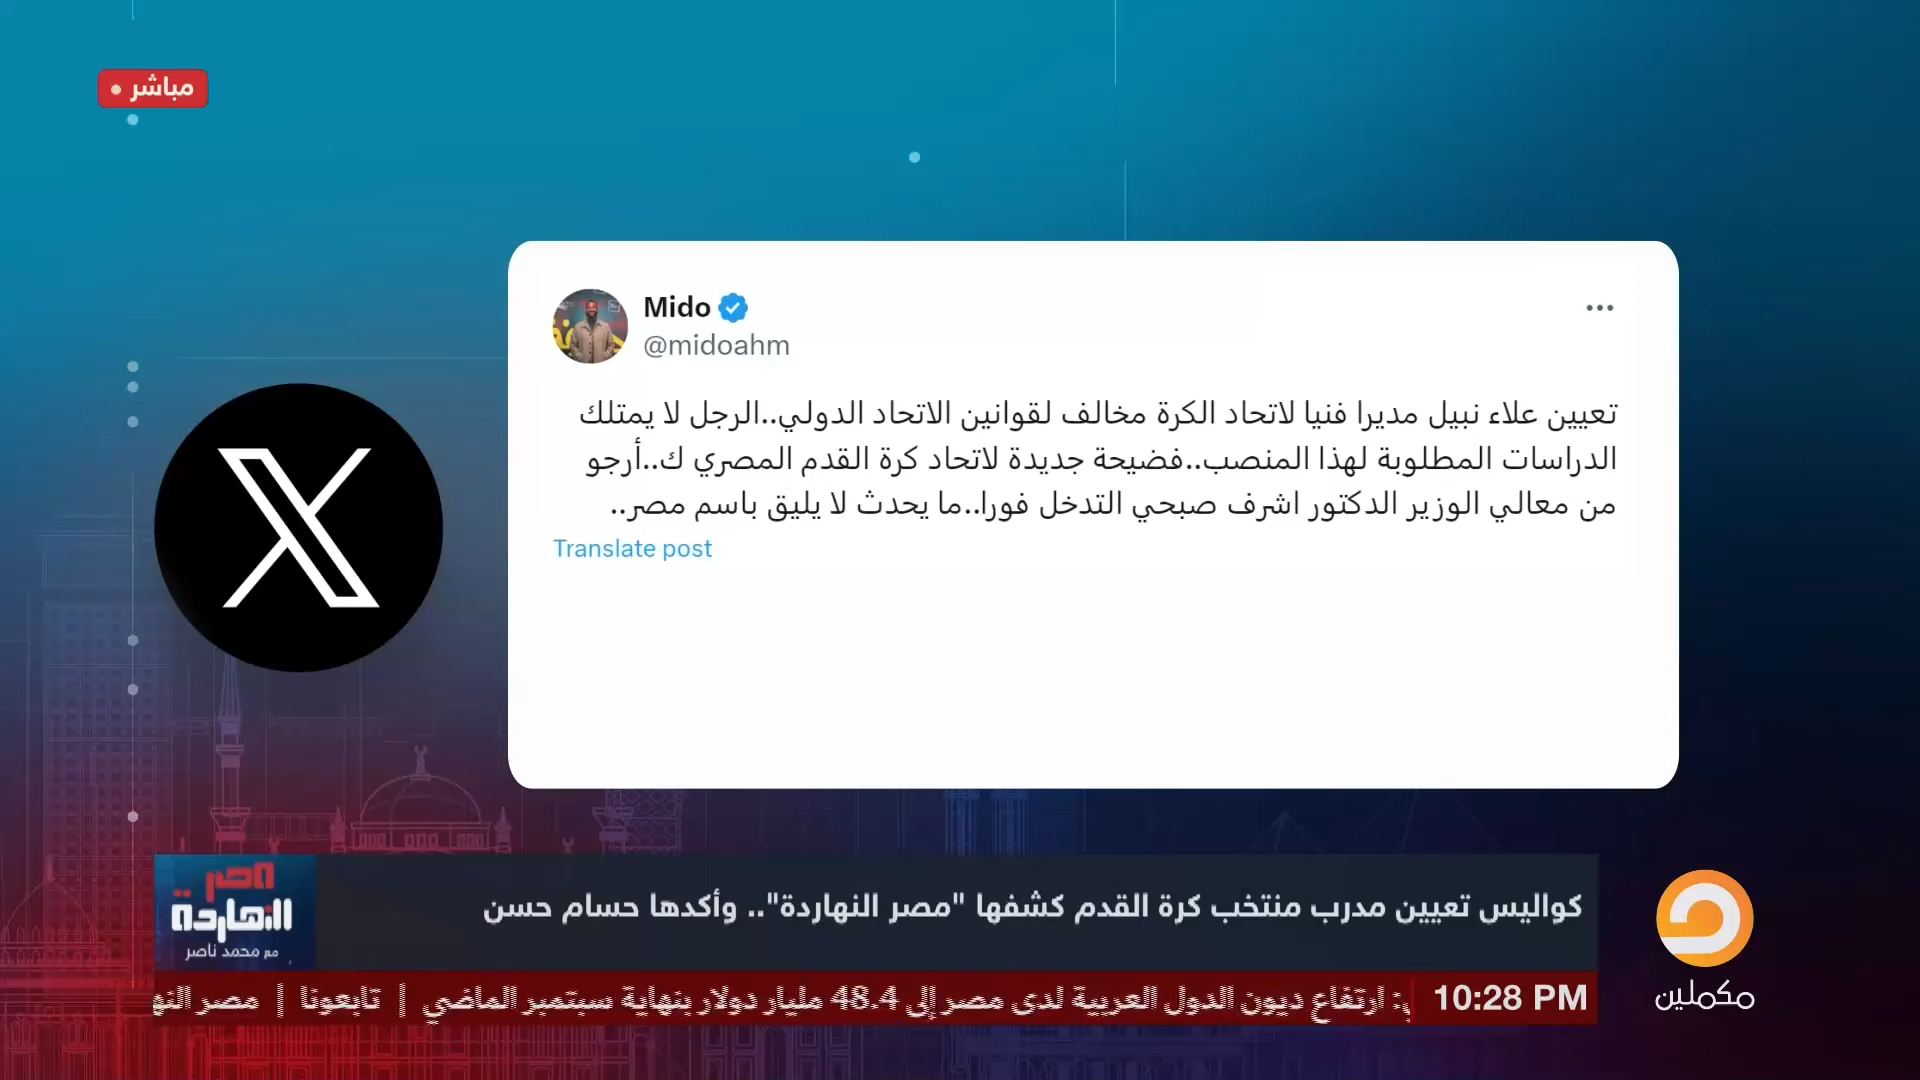 مباشر
Mido
@midoahm
تعيين علاء نبيل مديرا فنيا لاتحاد الكرة مخالف لقوانين الاتحاد الدولي..الرجل لا يمتلك
الدراسات المطلوبة لهذا المنصب..فضيحة جديدة لاتحاد كرة القدم المصري ك..أرجو
من معالي الوزير الدكتور اشرف صبحي التدخل فورا..ما يحدث لا يليق باسم مصر..
Translate post
مصر
النهاردة
مع محمد ناصر
كواليس تعيين مدرب منتخب كرة القدم كشفها "مصر النهاردة".. وأكدها حسام حسن
10:28 PM
ارتفاع ديون الدول العربية لدى مصر إلى 48.4 مليار دولار بنهاية سبتمبر الماضي | تابعونا | مصر
مكملين